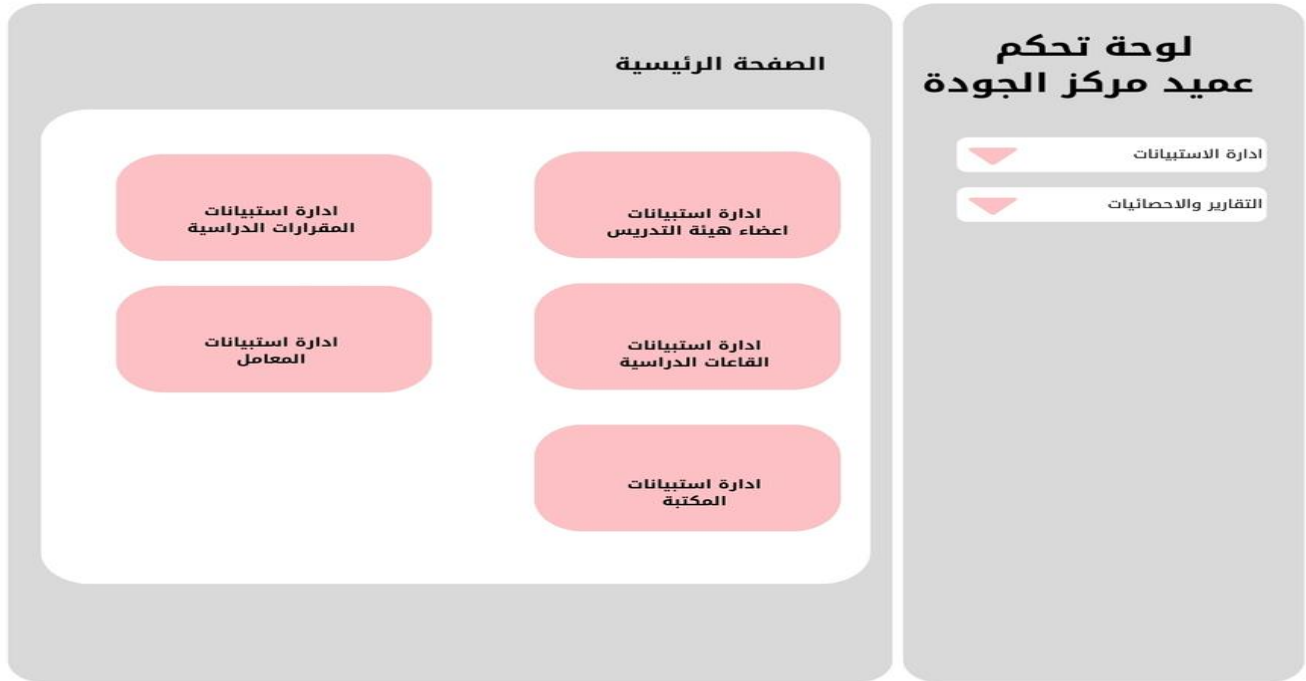 لوحة تحكم
عميد مركز الجودة
ادارة الاستبيانات
التقارير والاحصائيات
الصفحة الرئيسية
ادارة استبيانات
اعضاء هيئة التدريس
ادارة استبيانات
المقرارات الدراسية
ادارة استبيانات
القاعات الدراسية
ادارة استبيانات
المعامل
ادارة استبيانات
المكتبة